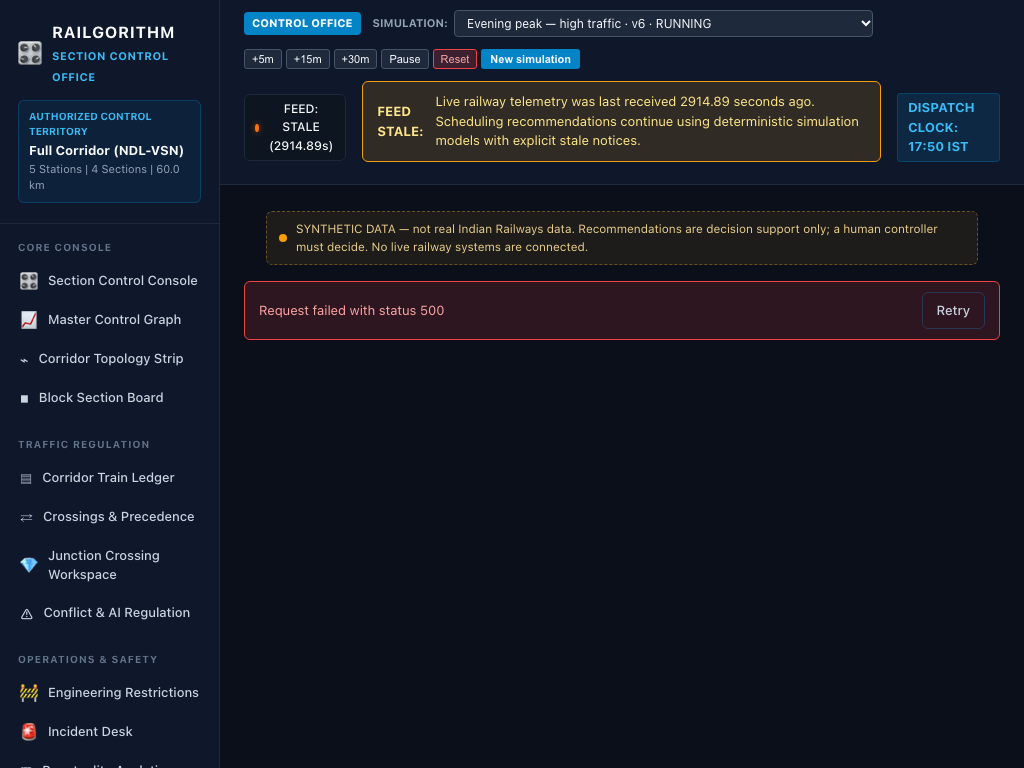 RAILGORITHM
SECTION CONTROL
OFFICE
AUTHORIZED CONTROL
TERRITORY
Full Corridor (NDL-VSN)
5 Stations | 4 Sections | 60.0
km
CORE CONSOLE
Section Control Console
Master Control Graph
Corridor Topology Strip
Block Section Board
TRAFFIC REGULATION
Corridor Train Ledger
Crossings & Precedence
Junction Crossing
Workspace
Conflict & AI Regulation
OPERATIONS & SAFETY
Engineering Restrictions
Incident Desk
CONTROL OFFICE
SIMULATION:
Evening peak — high traffic · v6 · RUNNING
+5m
+15m
+30m
Pause
Reset
New simulation
FEED:
STALE
(2914.89s)
FEED
STALE:
Live railway telemetry was last received 2914.89 seconds ago.
Scheduling recommendations continue using deterministic simulation
models with explicit stale notices.
DISPATCH
CLOCK:
17:50 IST
SYNTHETIC DATA — not real Indian Railways data. Recommendations are decision support only; a human controller
must decide. No live railway systems are connected.
Request failed with status 500
Retry